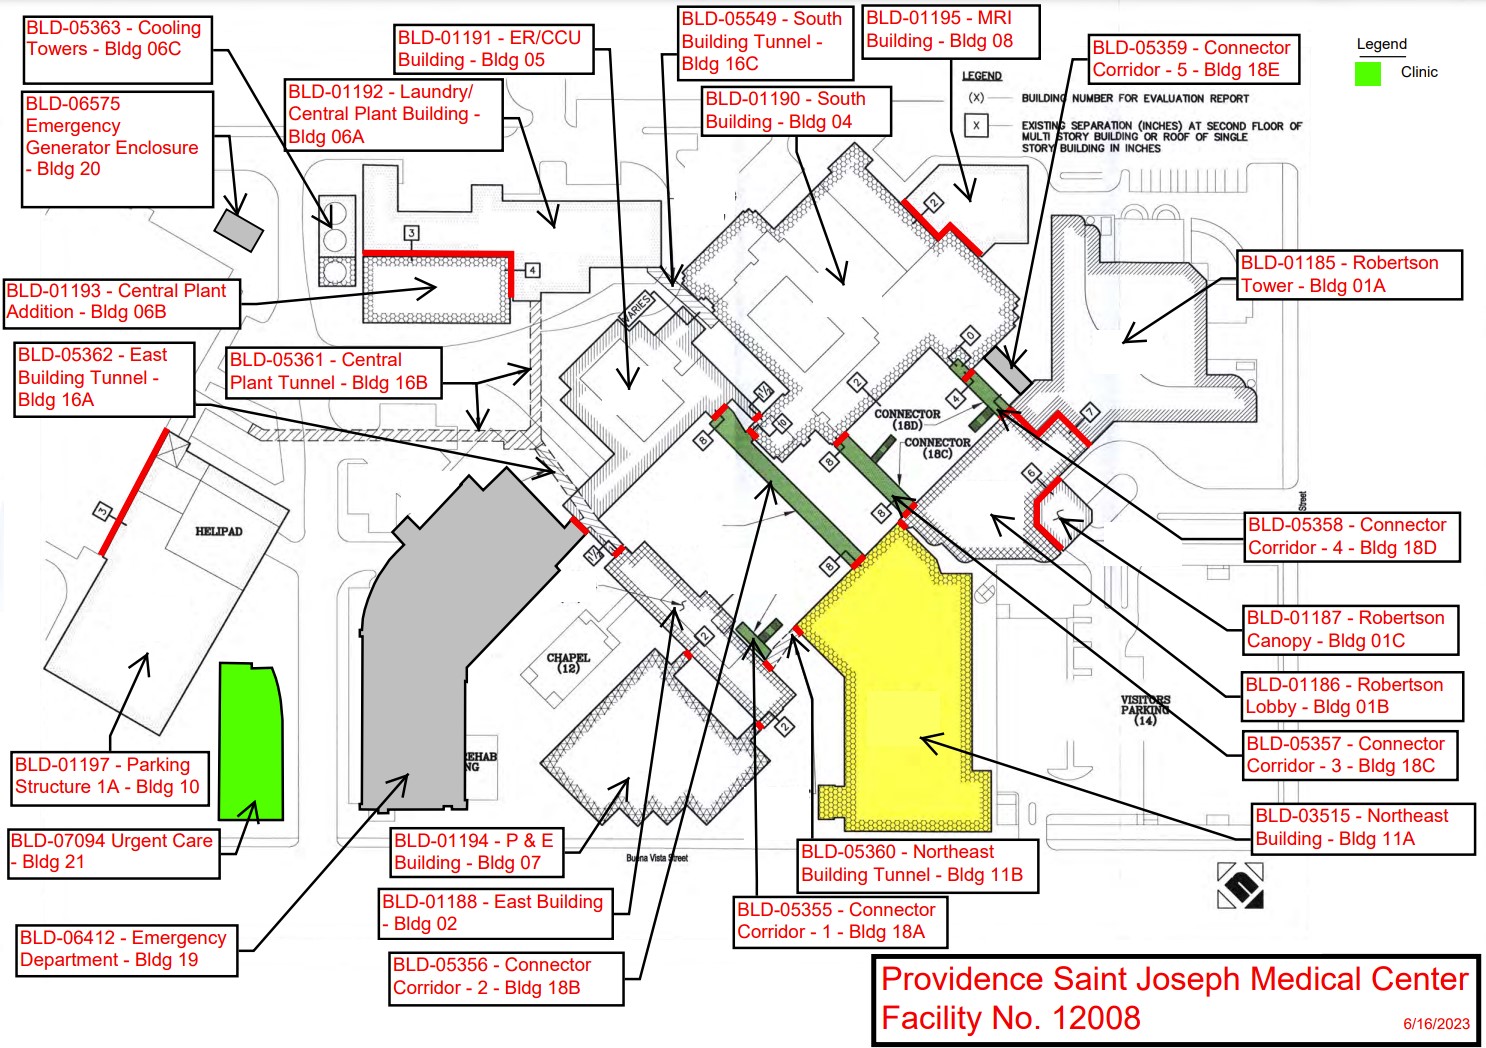 BLD-05363 - Cooling
Towers - Bldg 06C
BLD-01191 - ER/CCU
Building - Bldg 05
BLD-05549 - South
Building Tunnel -
Bldg 16C
BLD-01195 - MRI
Building - Bldg 08
BLD-05359 - Connector
Corridor - 5 - Bldg 18E
Legend
Clinic
LEGEND
(X) BUILDING NUMBER FOR EVALUATION REPORT
X EXISTING SEPARATION (INCHES) AT SECOND FLOOR OF
MULTI STORY BUILDING OR ROOF OF SINGLE
STORY BUILDING IN INCHES
BLD-06575
Emergency
Generator Enclosure
- Bldg 20
BLD-01192 - Laundry/
Central Plant Building -
Bldg 06A
BLD-01190 - South
Building - Bldg 04
2
3
4
BLD-01185 - Robertson
Tower - Bldg 01A
BLD-01193 - Central Plant
Addition - Bldg 06B
VARIES
0
BLD-05362 - East
Building Tunnel -
Bldg 16A
BLD-05361 - Central
Plant Tunnel - Bldg 16B
2
4
7
10
CONNECTOR
(18D)
CONNECTOR
(18C)
8
8
6
8
3
HELIPAD
Street
BLD-05358 - Connector
Corridor - 4 - Bldg 18D
8
BLD-01187 - Robertson
Canopy - Bldg 01C
2
CHAPEL
(12)
BLD-01186 - Robertson
Lobby - Bldg 01B
VISITORS
PARKING
(14)
2
BLD-05357 - Connector
Corridor - 3 - Bldg 18C
BLD-01197 - Parking
Structure 1A - Bldg 10
EHAB
NG
BLD-03515 - Northeast
Building - Bldg 11A
BLD-07094 Urgent Care
- Bldg 21
BLD-01194 - P & E
Building - Bldg 07
Buena Vista Street
BLD-05360 - Northeast
Building Tunnel - Bldg 11B
BLD-01188 - East Building
- Bldg 02
BLD-05355 - Connector
Corridor - 1 - Bldg 18A
BLD-06412 - Emergency
Department - Bldg 19
BLD-05356 - Connector
Corridor - 2 - Bldg 18B
Providence Saint Joseph Medical Center
Facility No. 12008
6/16/2023